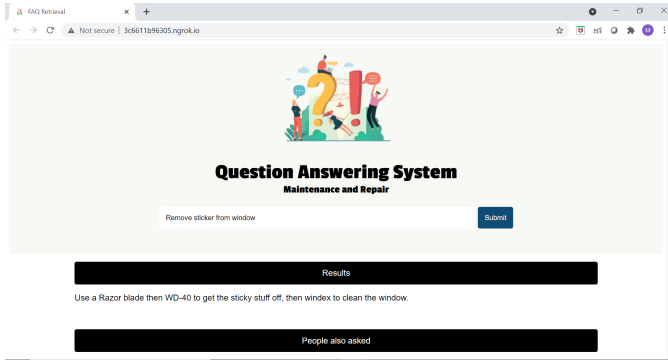 FAQ Retrieval
Not secure | 3c6611b96305.ngrok.io
M
?!
Question Answering System
Maintenance and Repair
Remove sticker from window
Submit
Results
Use a Razor blade then WD-40 to get the sticky stuff off, then windex to clean the window.
People also asked